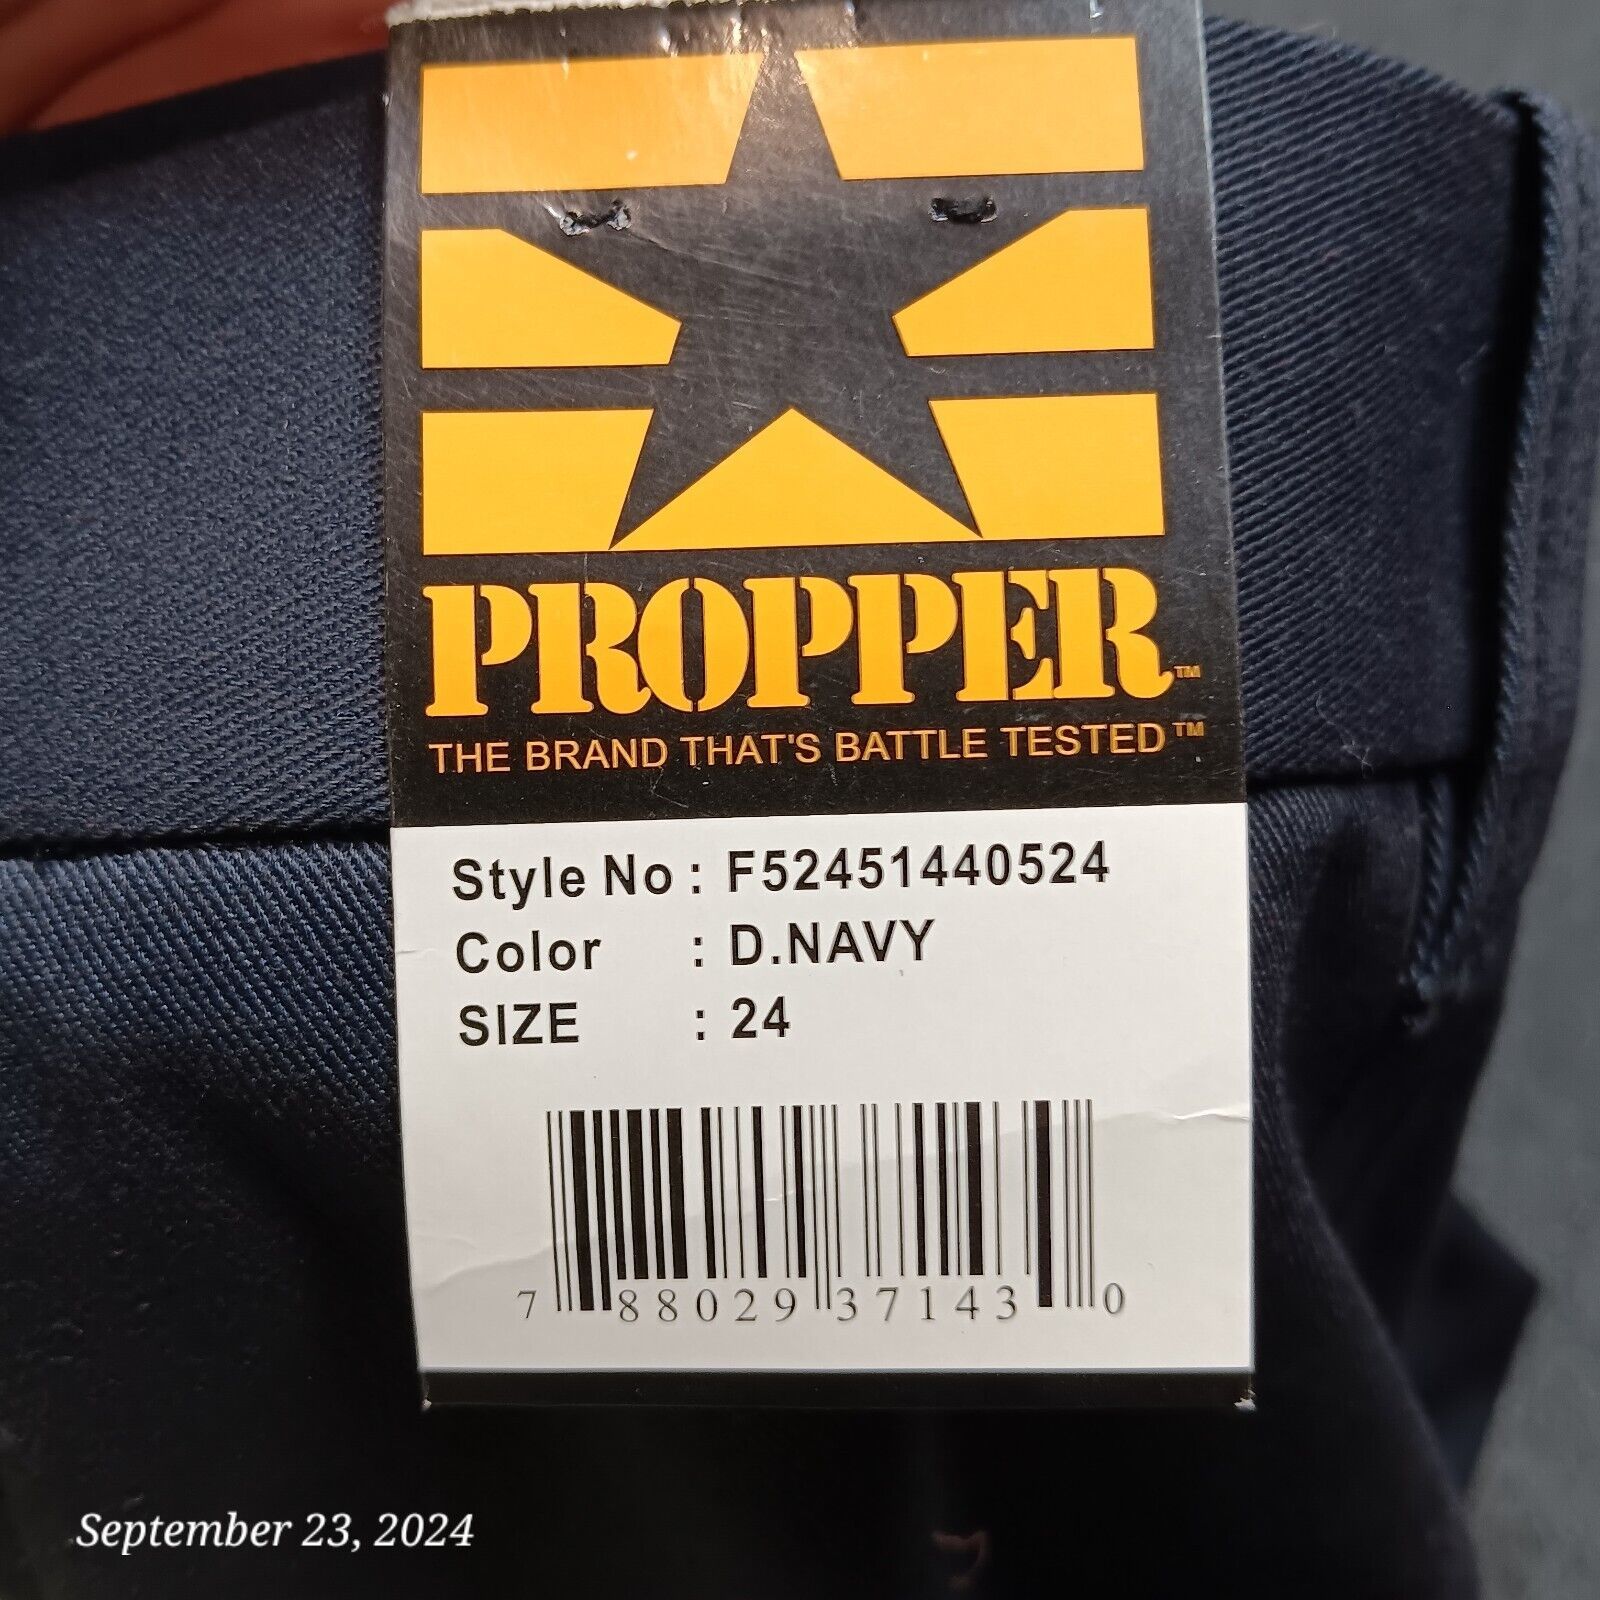 PROPPER™
THE BRAND THAT'S BATTLE TESTED™
Style No : F52451440524
Color : D.NAVY
SIZE : 24
7 88029 37143 0
September 23, 2024